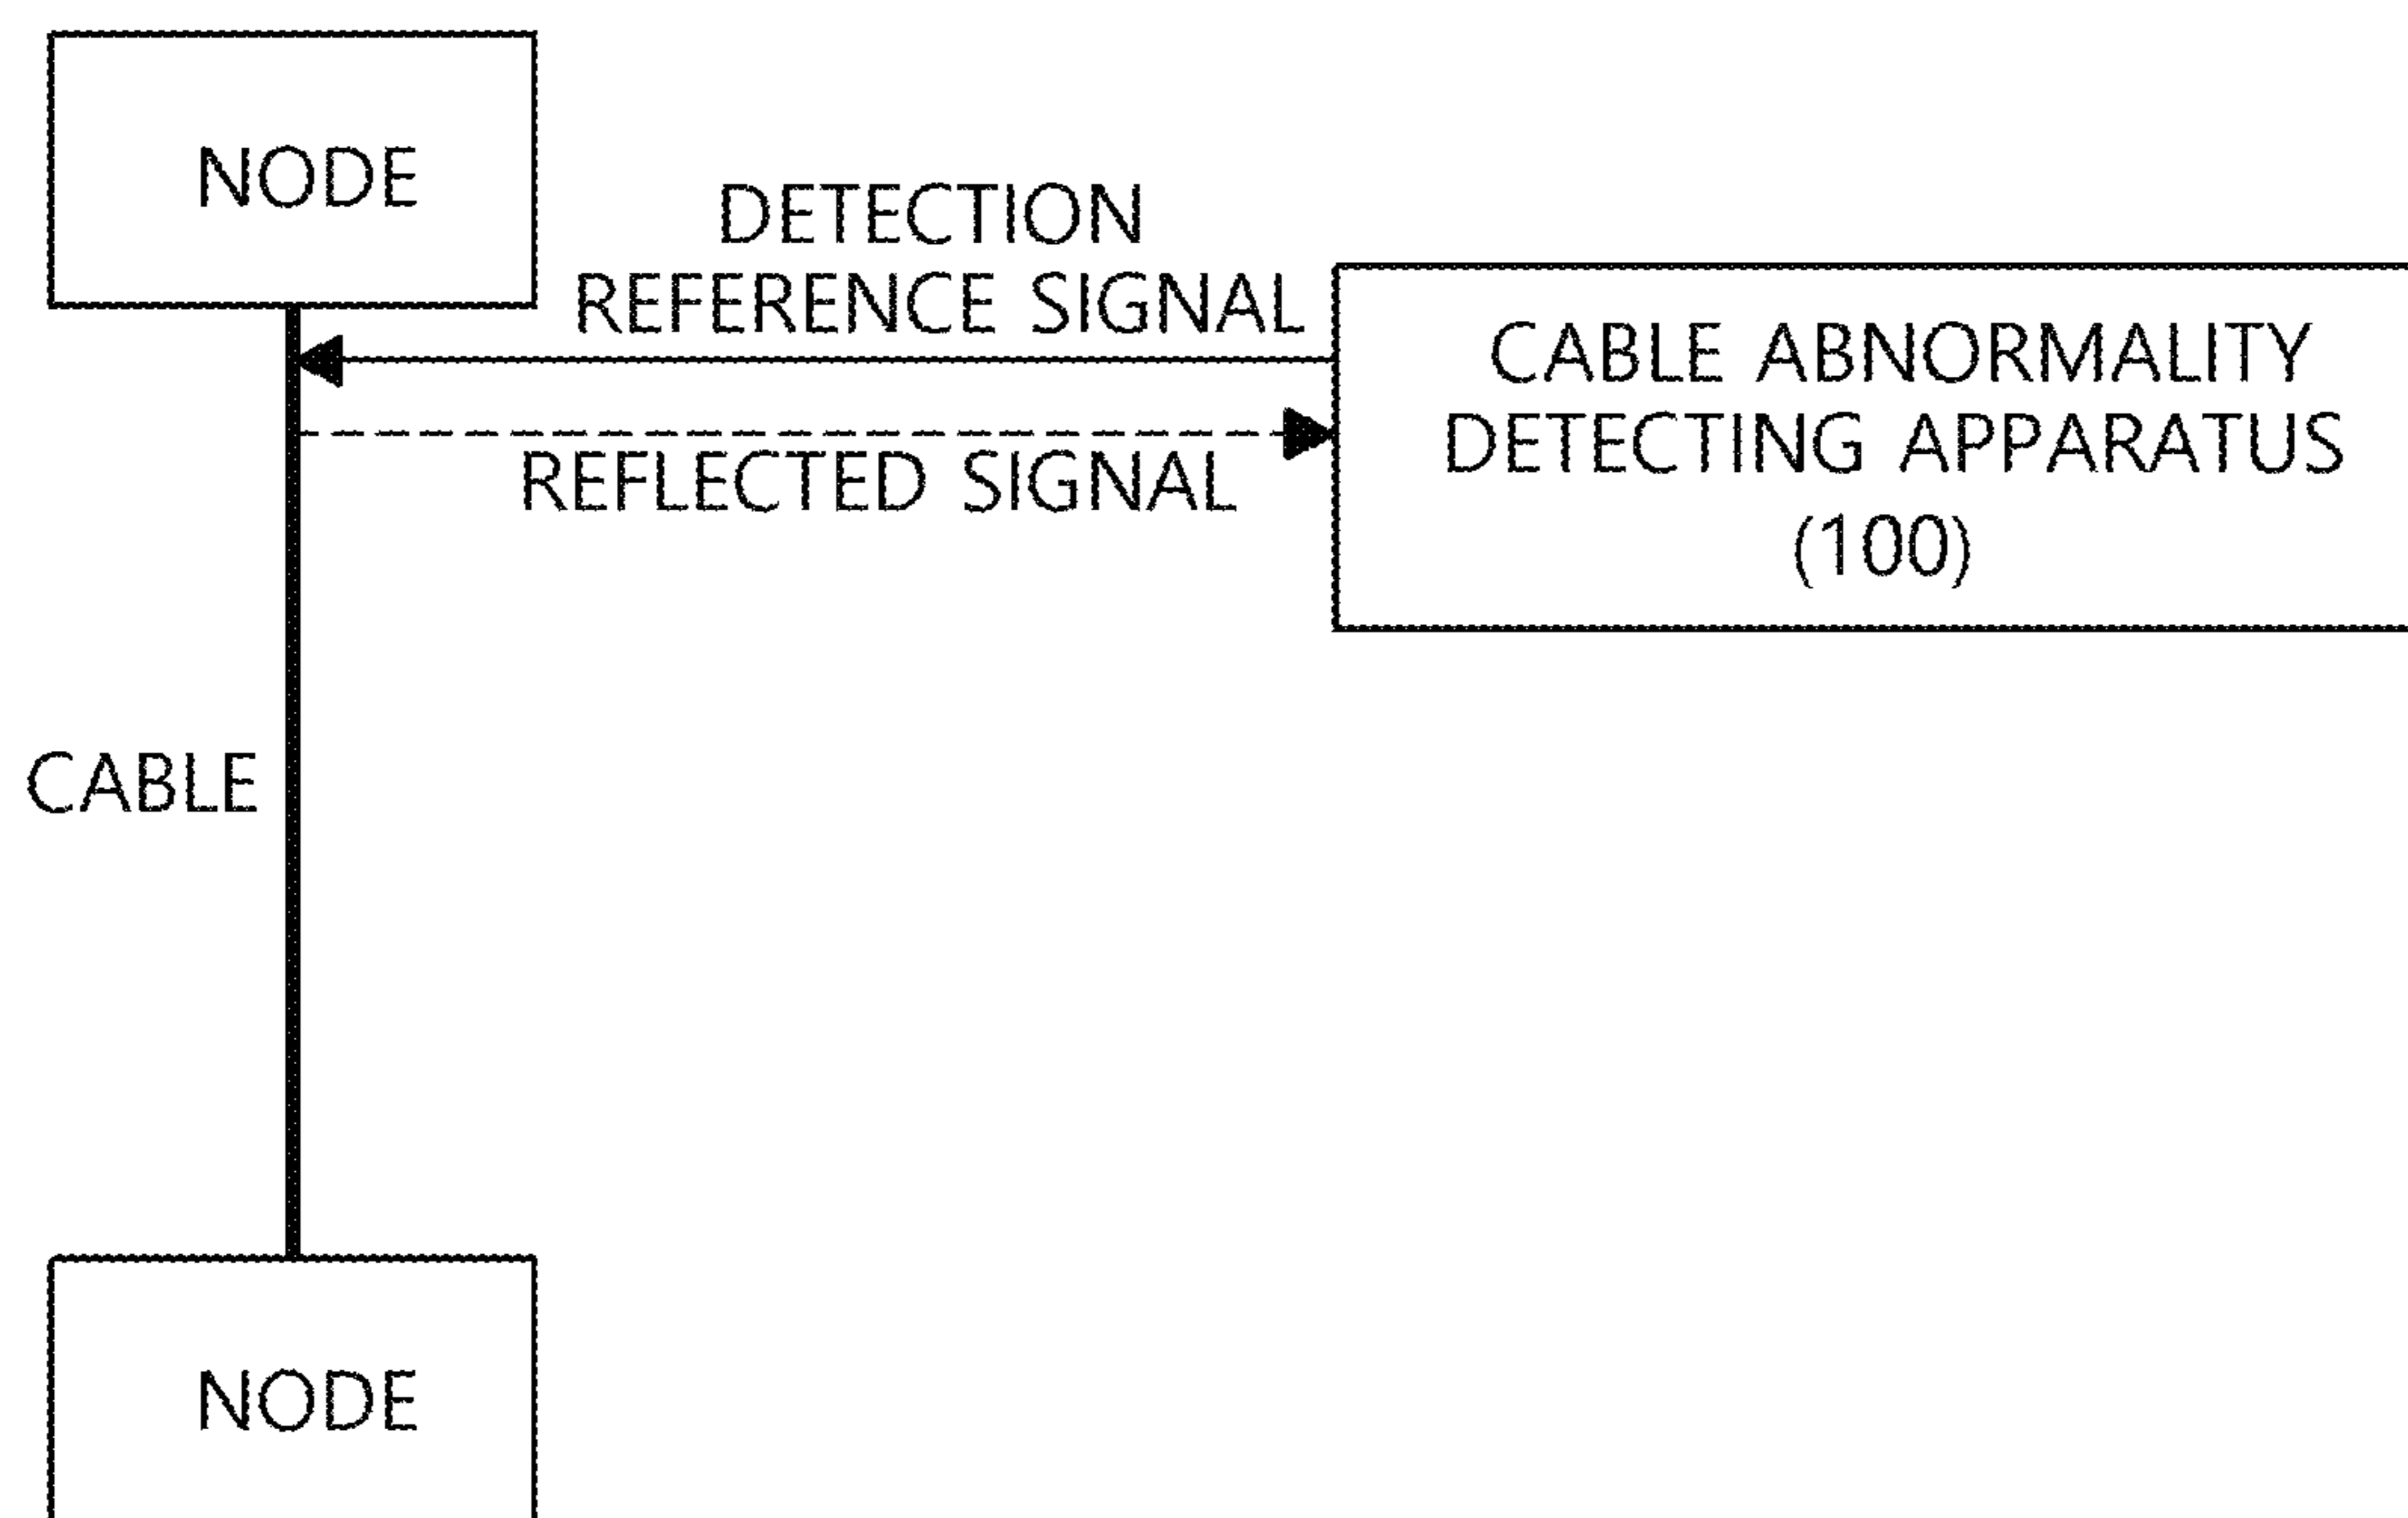 NODE
DETECTION
REFERENCE SIGNAL
CABLE ABNORMALITY
DETECTING APPARATUS
(100)
REFLECTED SIGNAL
CABLE
NODE